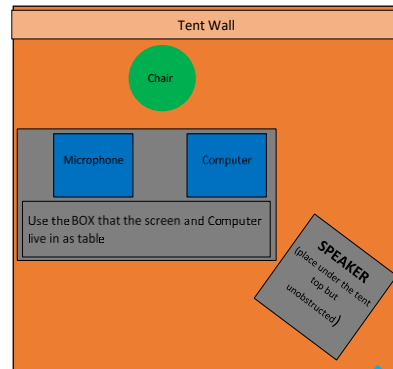 Tent Wall
Chair
Microphone
Computer
Use the BOX that the screen and Computer
live in as table
SPEAKER
(place under the tent
top but
unobstructed)